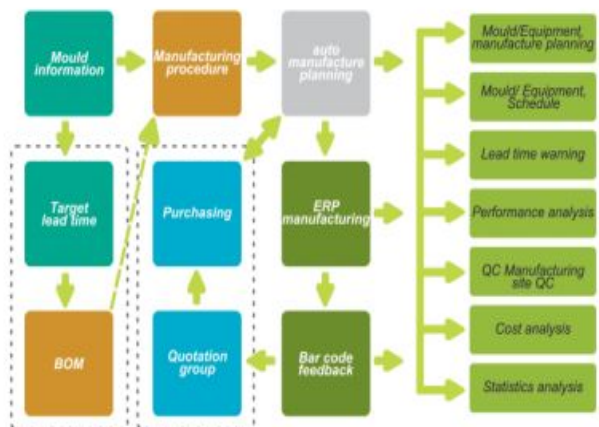 Mould
information
Manufacturing
procedure
auto
manufacture
planning
Mould/Equipment,
manufacture planning
Mould/ Equipment,
Schedule
Lead time warning
Target
lead time
Purchasing
ERP
manufacturing
Performance analysis
QC Manufacturing
site QC
BOM
Quotation
group
Bar code
feedback
Cost analysis
Statistics analysis